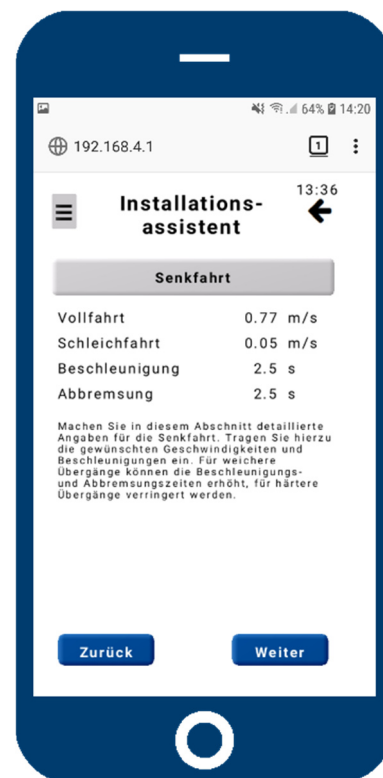 64% 14:20
192.168.4.1 1
13:36
Installations-
assistent
Senkfahrt
Vollfahrt 0.77 m/s
Schleichfahrt 0.05 m/s
Beschleunigung 2.5 s
Abbremsung 2.5 s
Machen Sie in diesem Abschnitt detaillierte
Angaben für die Senkfahrt. Tragen Sie hierzu
die gewünschten Geschwindigkeiten und
Beschleunigungen ein. Für weichere
Übergänge können die Beschleunigungs-
und Abbremsungszeiten erhöht, für härtere
Übergänge verringert werden.
Zurück Weiter